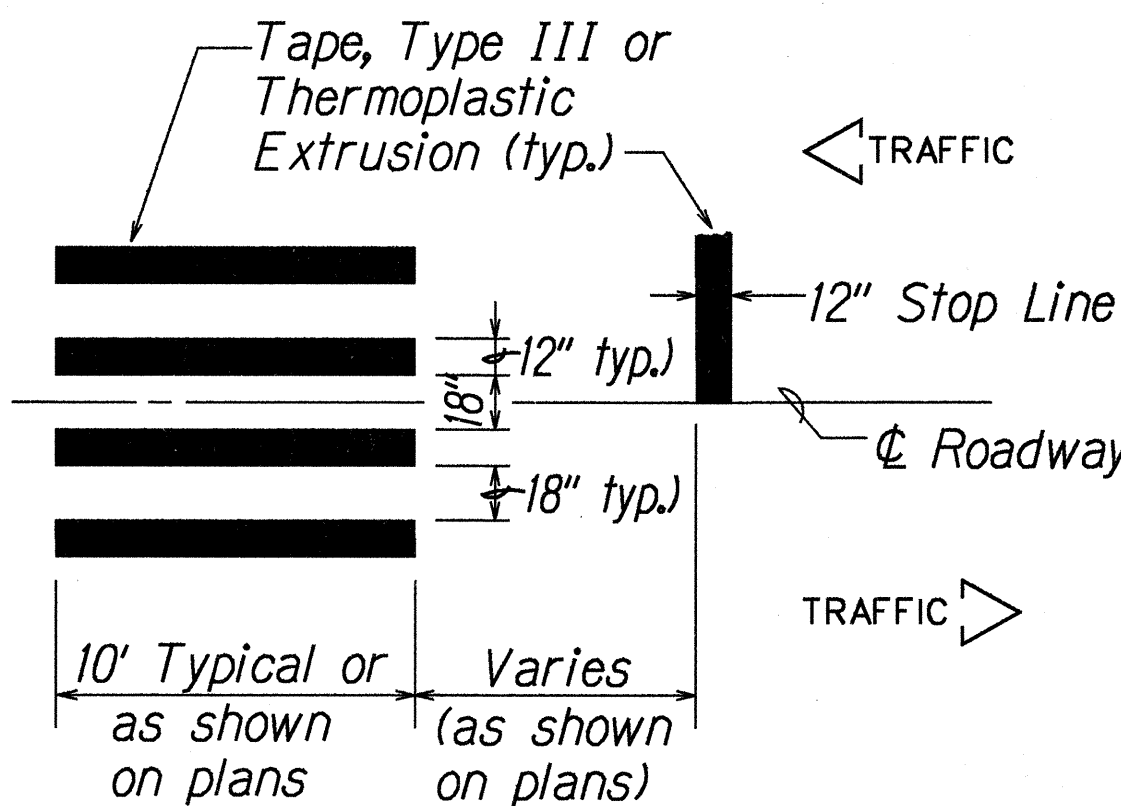 Tape, Type III or
Thermoplastic
Extrusion (typ.)
TRAFFIC
12" Stop Line
12" typ.)
18"
℄ Roadway
18" typ.)
TRAFFIC
10' Typical or
as shown
on plans
Varies
(as shown
on plans)